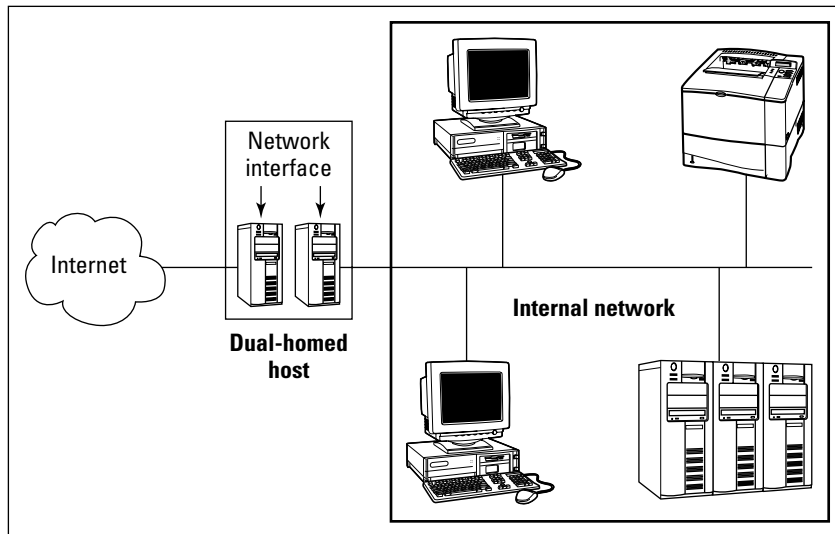 Network
interface
Internet
Internal network
Dual-homed
host